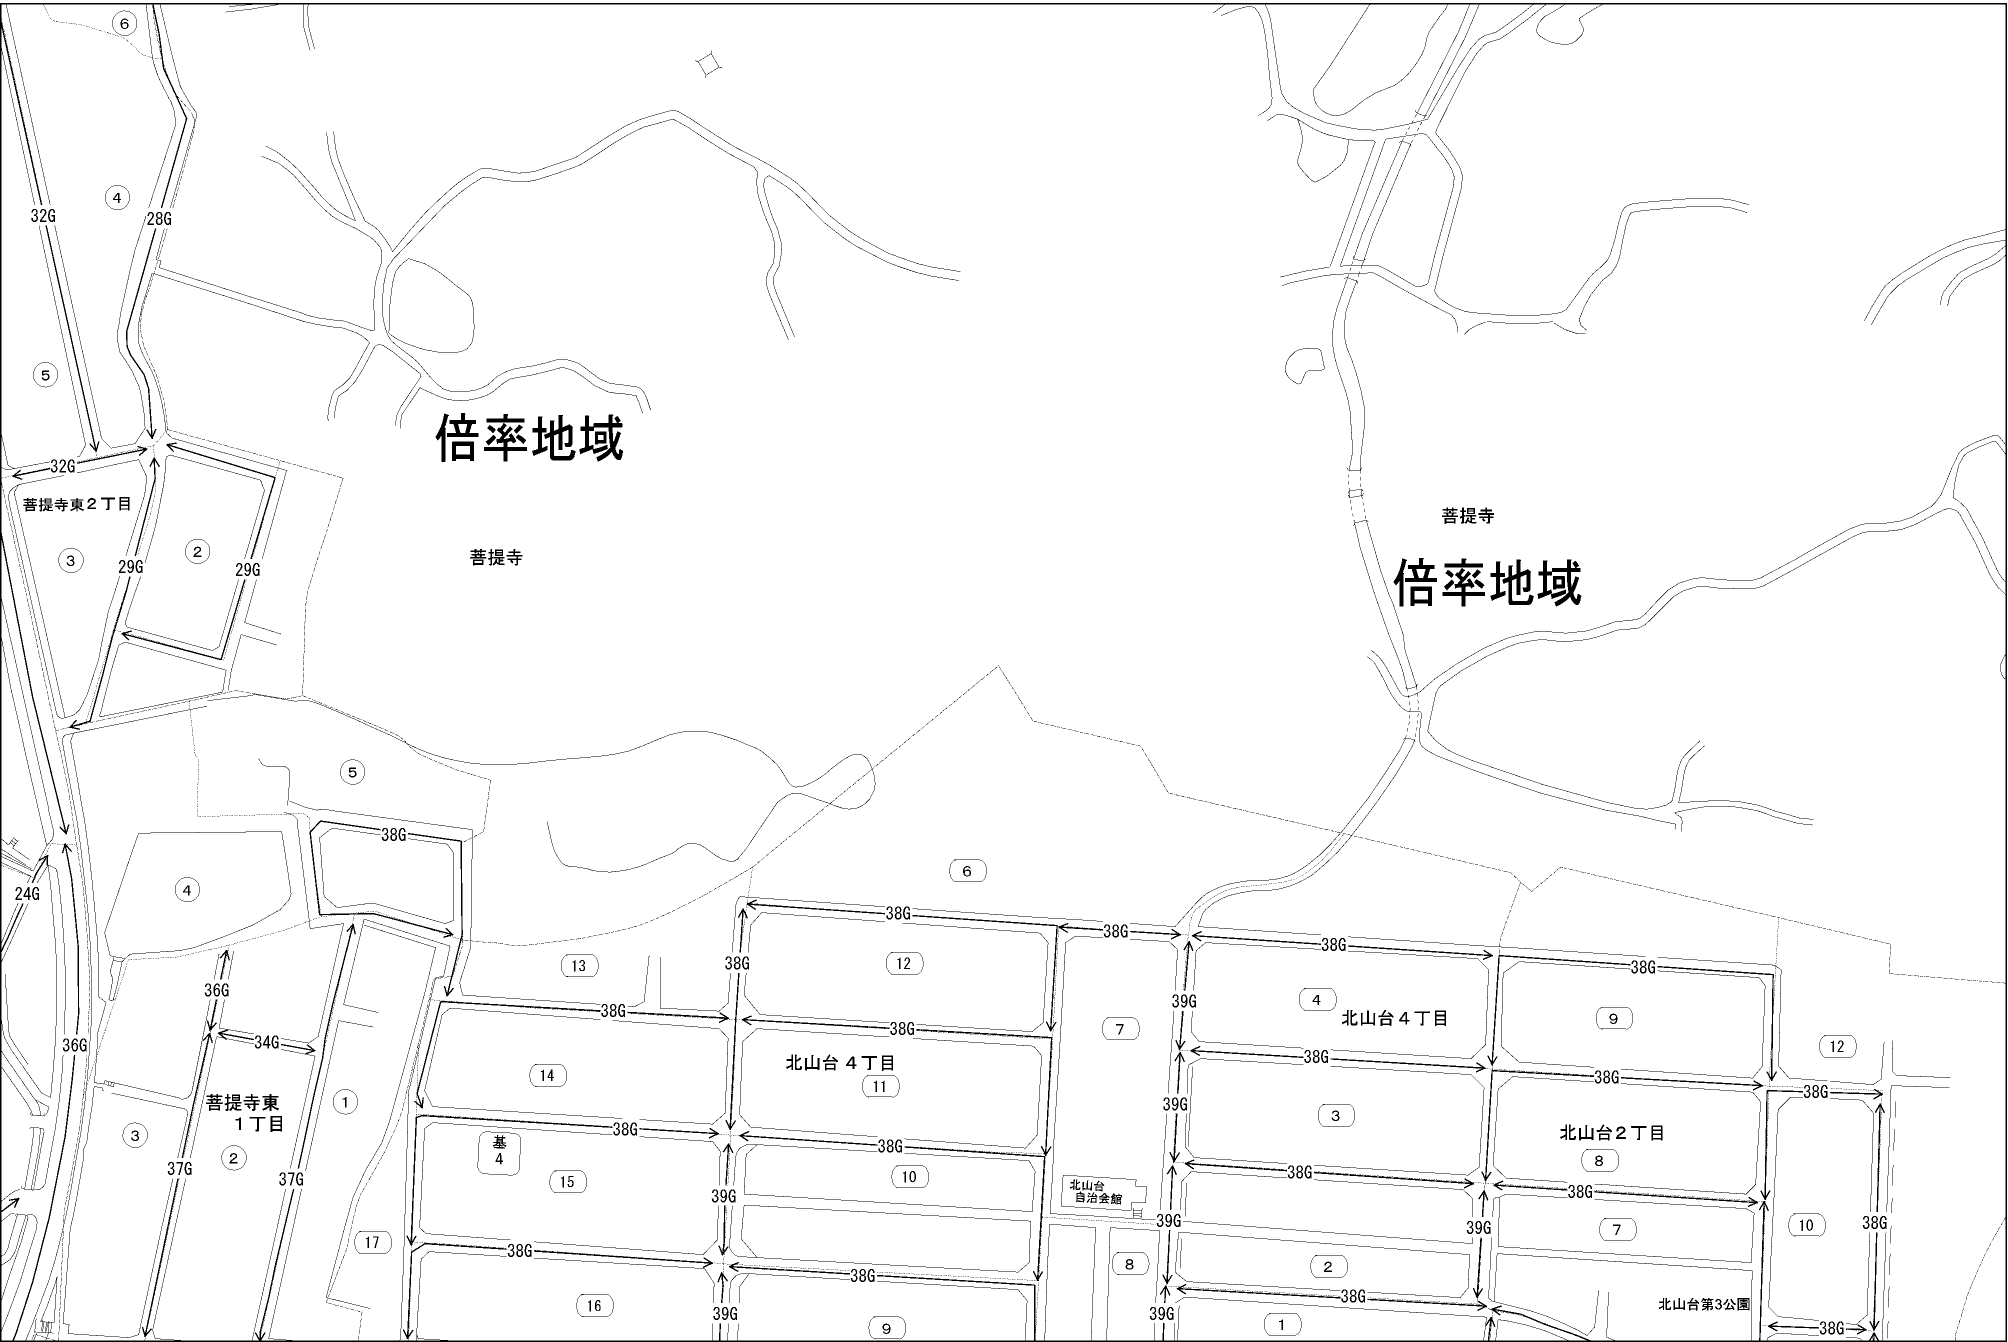 ⑥
④
32G
28G
⑤
倍率地域
32G
菩提寺東2丁目
③
②
29G
29G
菩提寺
菩提寺
倍率地域
⑤
38G
24G
④
36G
36G
34G
菩提寺東
1丁目
①
③
②
37G
37G
17
6
38G
38G
38G
38G
13
38G
12
38G
38G
14
北山台4丁目
11
38G
基
4
15
38G
39G
10
38G
16
38G
39G
9
7
39G
4
北山台4丁目
9
12
38G
38G
38G
39G
3
北山台2丁目
8
北山台
自治会館
38G
38G
39G
39G
7
10
38G
8
2
38G
39G
1
北山台第3公園
38G